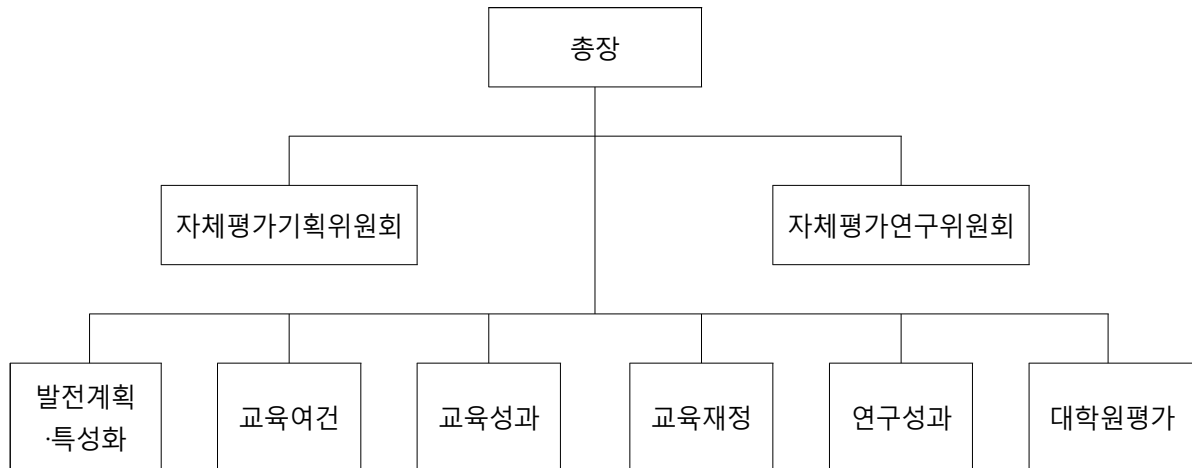 총장
자체평가기획위원회
자체평가연구위원회
발전계획
·특성화
교육여건
교육성과
교육재정
연구성과
대학원평가